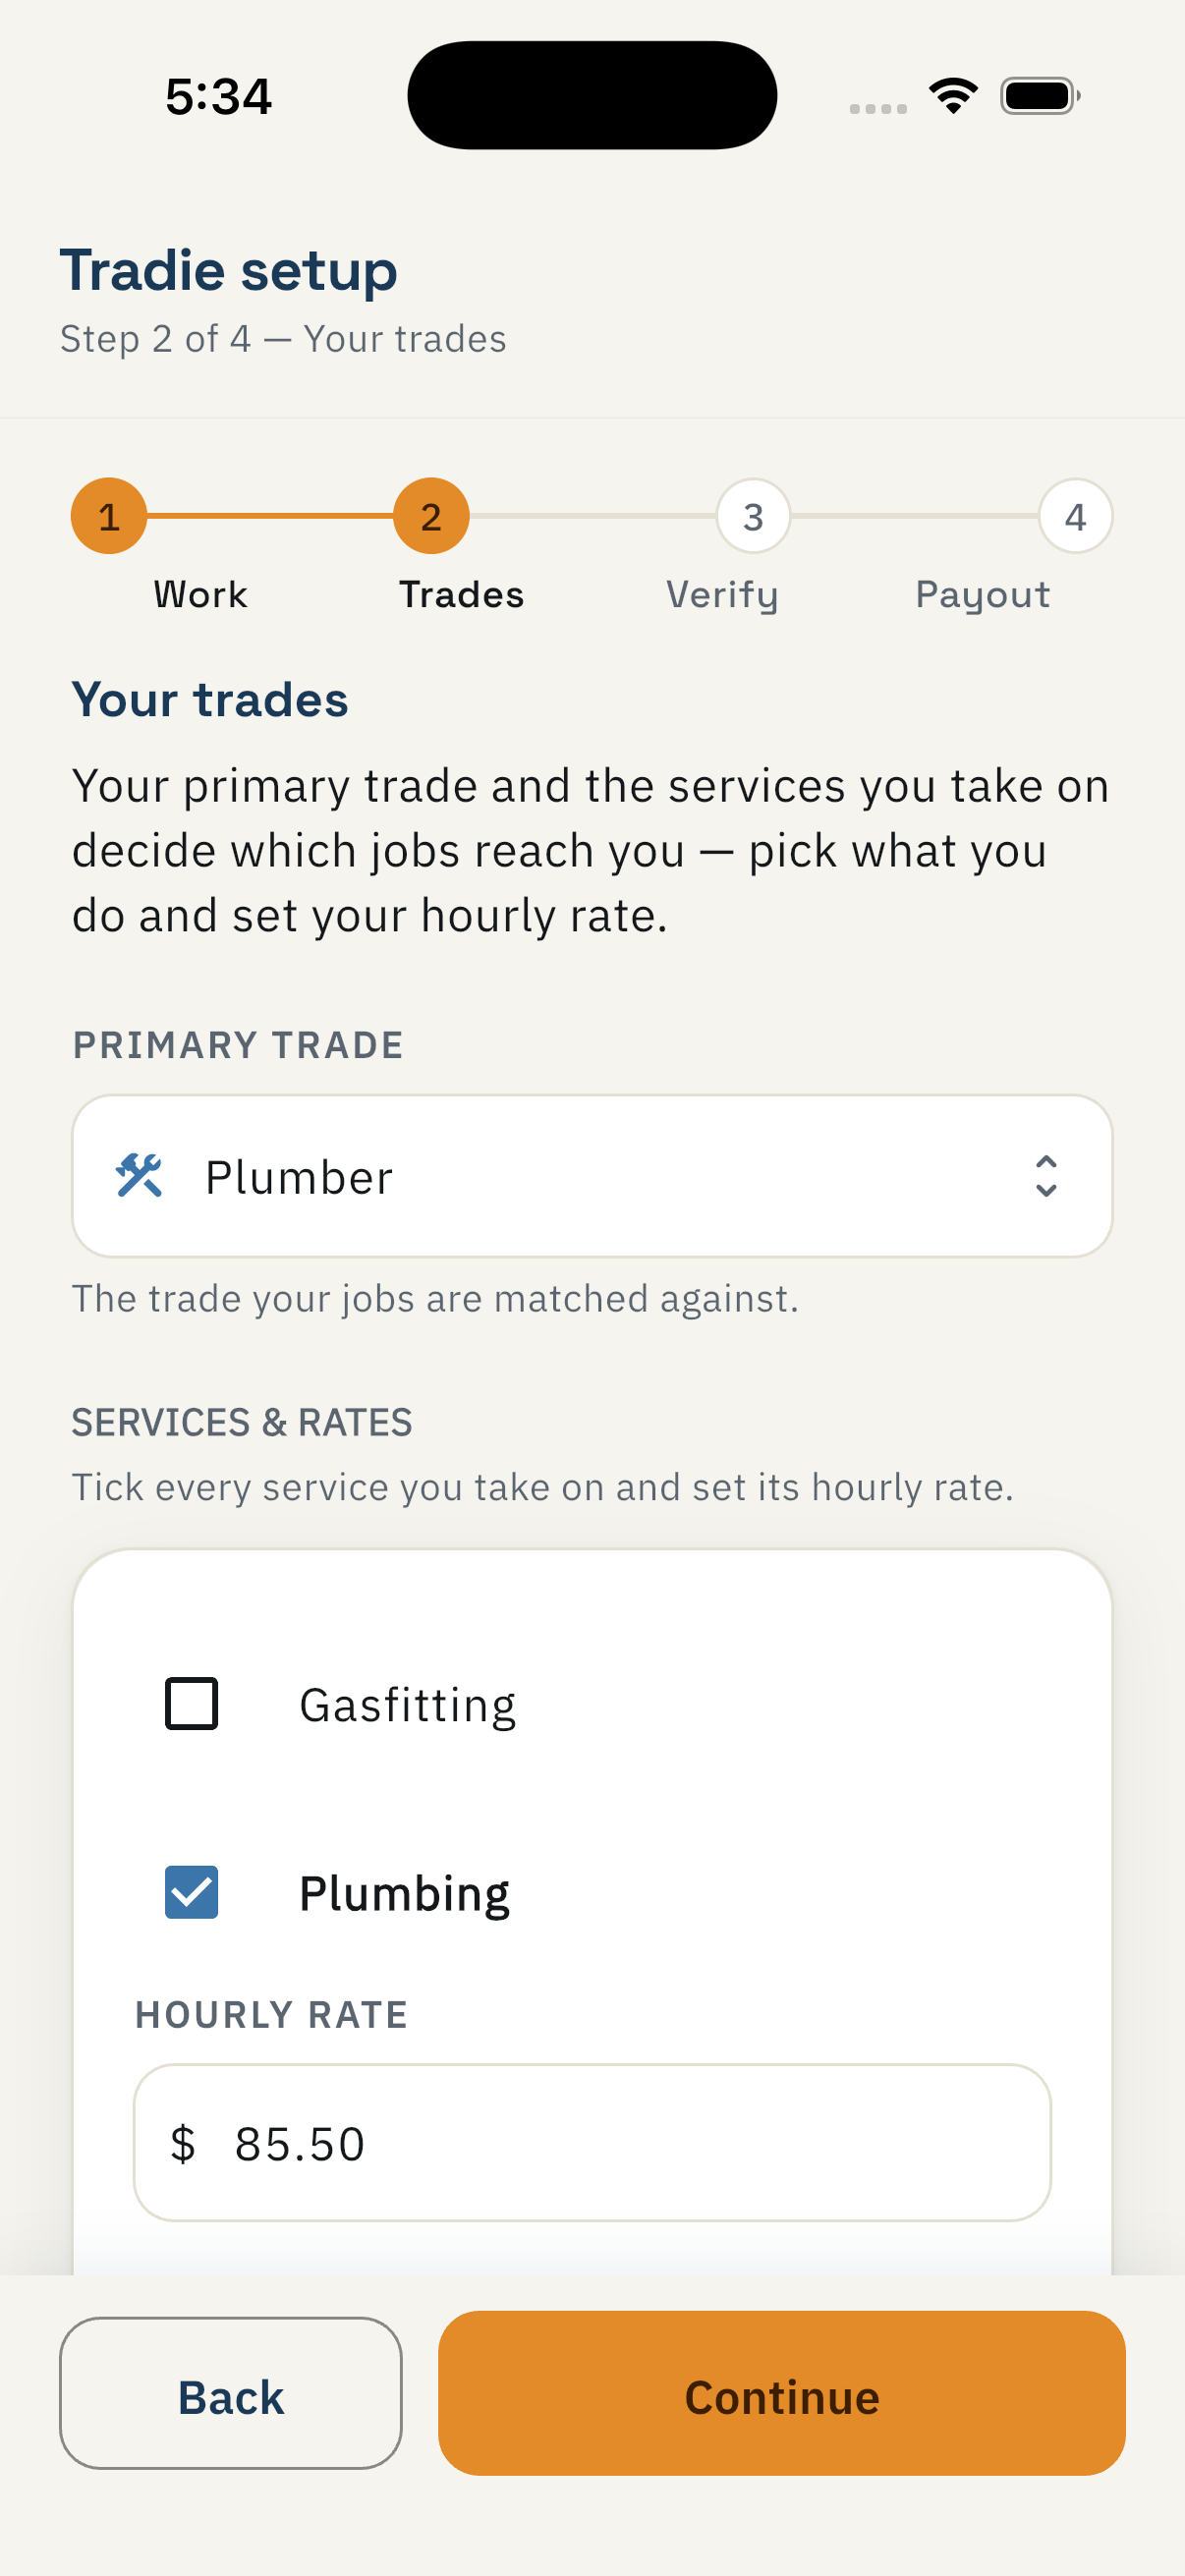 5:34
Tradie setup
Step 2 of 4 — Your trades
1 2 3 4
Work Trades Verify Payout
Your trades
Your primary trade and the services you take on
decide which jobs reach you — pick what you
do and set your hourly rate.
PRIMARY TRADE
Plumber
The trade your jobs are matched against.
SERVICES & RATES
Tick every service you take on and set its hourly rate.
Gasfitting
Plumbing
HOURLY RATE
$ 85.50
Back Continue